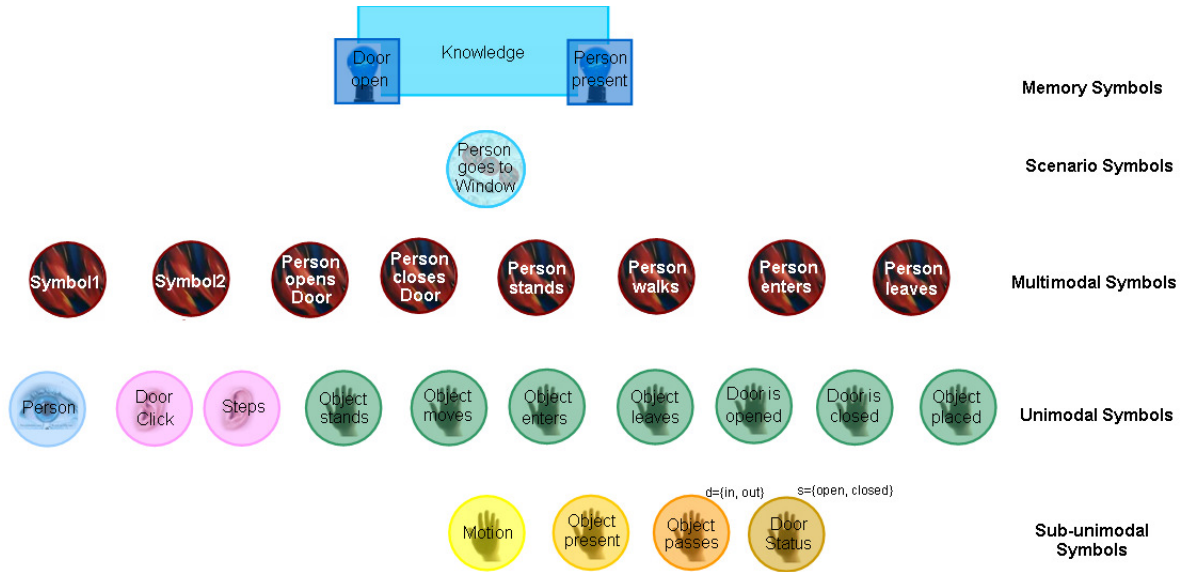 Door
open
Knowledge
Person
present
Memory Symbols
Person
goes to
Window
Scenario Symbols
Symbol1
Symbol2
Person
opens
Door
Person
closes
Door
Person
stands
Person
walks
Person
enters
Person
leaves
Multimodal Symbols
Person
Door
Click
Steps
Object
stands
Object
moves
Object
enters
Object
leaves
Door is
opened
Door is
closed
Object
placed
Unimodal Symbols
Motion
Object
present
d={in, out}
Object
passes
s={open, closed}
Door
Status
Sub-unimodal
Symbols